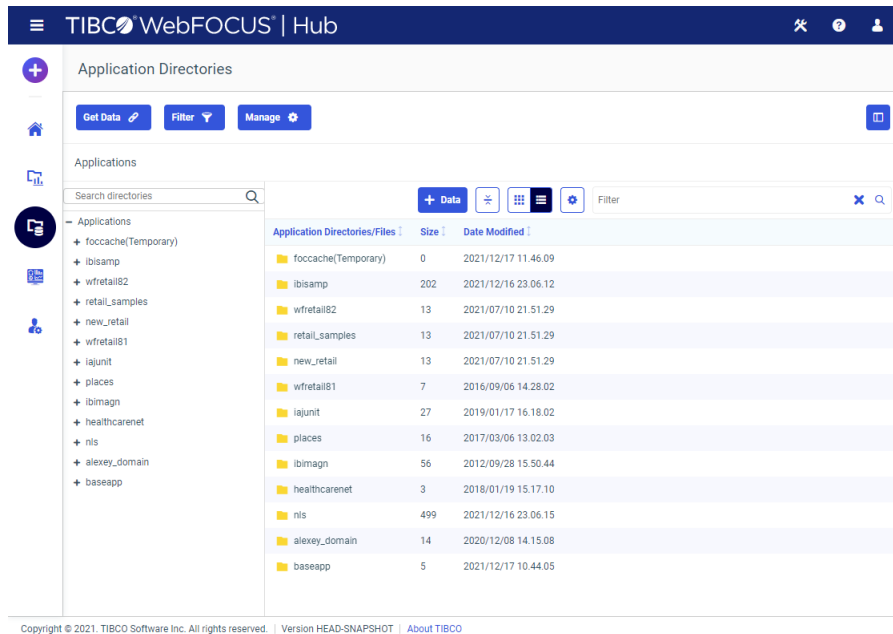 TIBCO® WebFOCUS® | Hub
Application Directories
Get Data
Filter
Manage
Applications
Search directories
Applications
foccache(Temporary)
ibisamp
wfretail82
retail_samples
new_retail
wfretail81
iajunit
places
ibimagn
healthcarenet
nls
alexey_domain
baseapp
+ Data
Filter
Application Directories/Files Size Date Modified
foccache(Temporary) 0 2021/12/17 11.46.09
ibisamp 202 2021/12/16 23.06.12
wfretail82 13 2021/07/10 21.51.29
retail_samples 13 2021/07/10 21.51.29
new_retail 13 2021/07/10 21.51.29
wfretail81 7 2016/09/06 14.28.02
iajunit 27 2019/01/17 16.18.02
places 16 2017/03/06 13.02.03
ibimagn 56 2012/09/28 15.50.44
healthcarenet 3 2018/01/19 15.17.10
nls 499 2021/12/16 23.06.15
alexey_domain 14 2020/12/08 14.15.08
baseapp 5 2021/12/17 10.44.05
Copyright © 2021. TIBCO Software Inc. All rights reserved. | Version HEAD-SNAPSHOT | About TIBCO